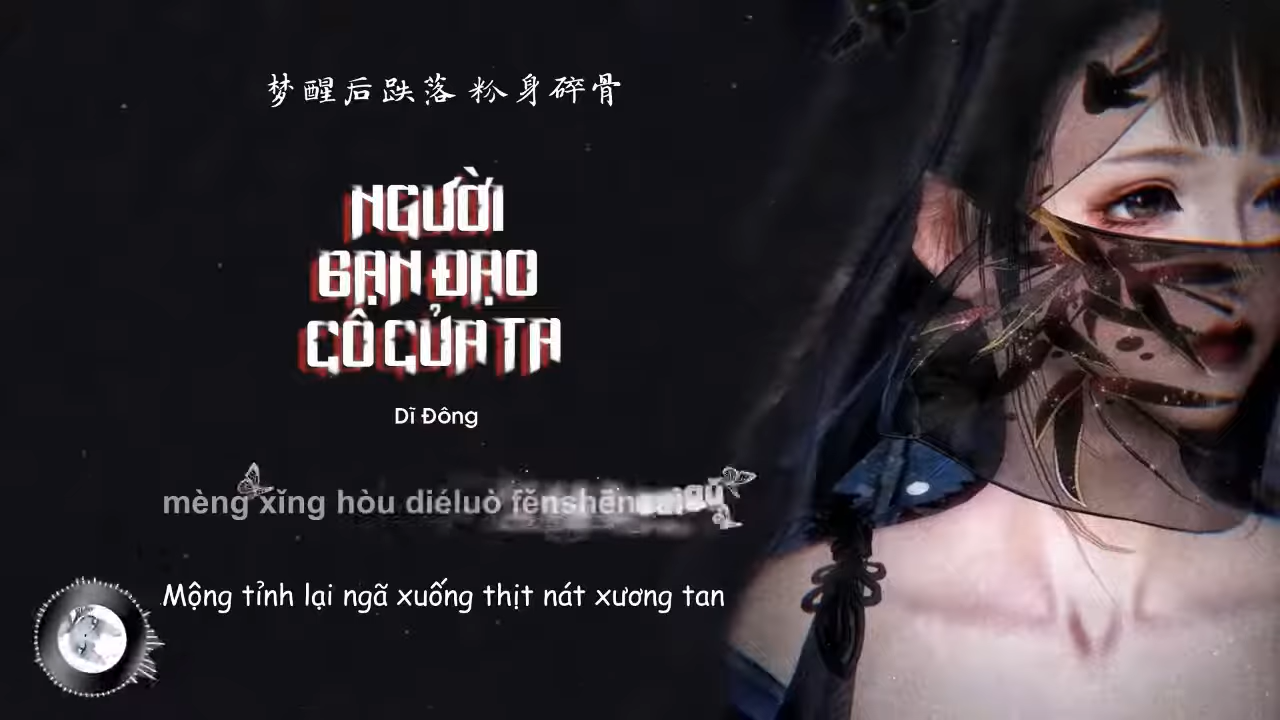 梦醒后跌落 粉身碎骨
NGƯỜI
BẠN ĐẠO
CÔ CỦA TA
Dĩ Đông
mèng xǐng hòu diéluò fěnshēn
Mộng tỉnh lại ngã xuống thịt nát xương tan